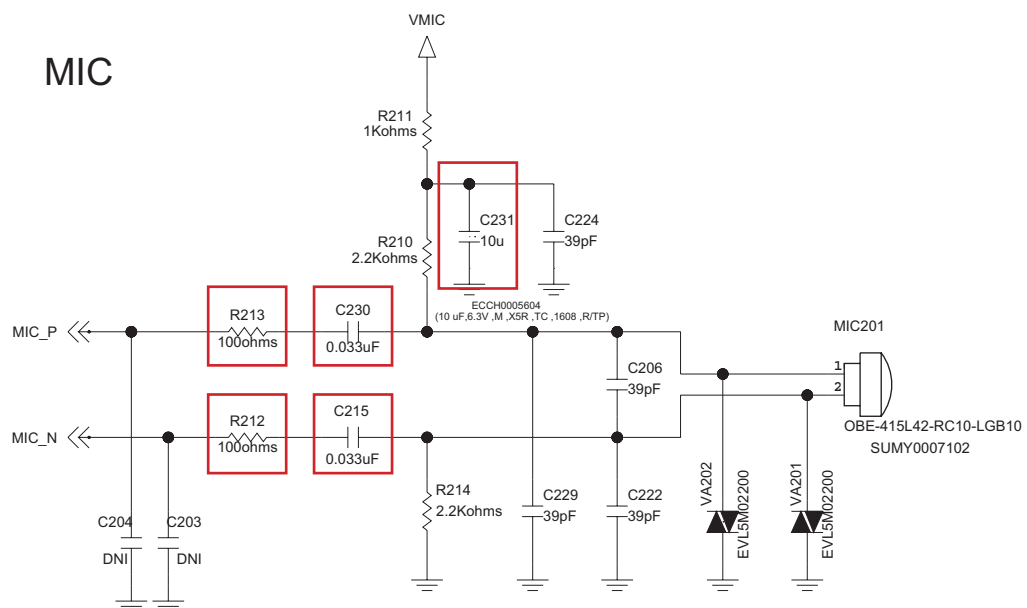 VMIC
MIC
R211
1Kohms
C231
10u
C224
39pF
R210
2.2Kohms
ECCH0005604
(10 uF,6.3V ,M ,X5R ,TC ,1608 ,R/TP)
MIC_P
R213
100ohms
C230
0.033uF
MIC201
1
2
C206
39pF
OBE-415L42-RC10-LGB10
SUMY0007102
MIC_N
R212
100ohms
C215
0.033uF
R214
2.2Kohms
C229
39pF
C222
39pF
VA202
EVL5M02200
VA201
EVL5M02200
C204
DNI
C203
DNI